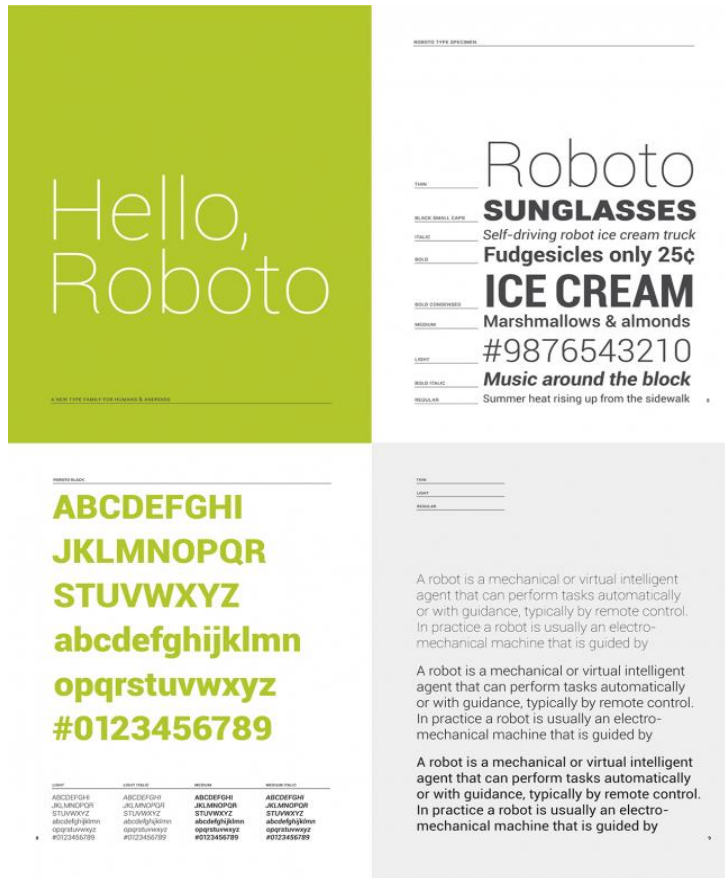 Hello,
Roboto
A NEW TYPE FAMILY FOR HUMANS & ANDROIDS
ROBOTO TYPE SPECIMEN
THIN
Roboto
BLACK SMALL CAPS
SUNGLASSES
ITALIC
Self-driving robot ice cream truck
BOLD
Fudgesicles only 25¢
BOLD CONDENSED
ICE CREAM
MEDIUM
Marshmallows & almonds
LIGHT
#9876543210
BOLD ITALIC
Music around the block
REGULAR
Summer heat rising up from the sidewalk
ROBOTO BLACK
ABCDEFGHI
JKLMNOPQR
STUVWXYZ
abcdefghijklmn
opqrstuvwxyz
#0123456789
LIGHT
ABCDEFGHI
JKLMNOPQR
STUVWXYZ
abcdefghijklmn
opqrstuvwxyz
#0123456789
LIGHT ITALIC
ABCDEFGHI
JKLMNOPQR
STUVWXYZ
abcdefghijklmn
opqrstuvwxyz
#0123456789
MEDIUM
ABCDEFGHI
JKLMNOPQR
STUVWXYZ
abcdefghijklmn
opqrstuvwxyz
#0123456789
MEDIUM ITALIC
ABCDEFGHI
JKLMNOPQR
STUVWXYZ
abcdefghijklmn
opqrstuvwxyz
#0123456789
THIN
LIGHT
REGULAR
A robot is a mechanical or virtual intelligent
agent that can perform tasks automatically
or with guidance, typically by remote control.
In practice a robot is usually an electro-
mechanical machine that is guided by
A robot is a mechanical or virtual intelligent
agent that can perform tasks automatically
or with guidance, typically by remote control.
In practice a robot is usually an electro-
mechanical machine that is guided by
A robot is a mechanical or virtual intelligent
agent that can perform tasks automatically
or with guidance, typically by remote control.
In practice a robot is usually an electro-
mechanical machine that is guided by